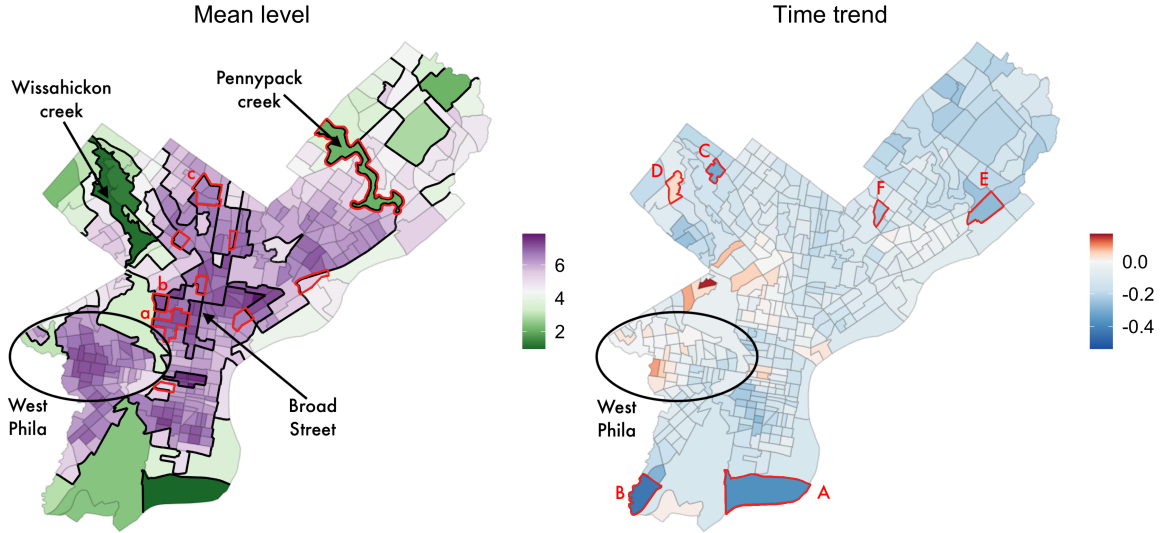 Mean level
Wissahickon
creek
Pennypack
creek
c
b
a
West
Phila
Broad
Street
6
4
2
Time trend
D
C
F
E
West
Phila
B
A
0.0
-0.2
-0.4